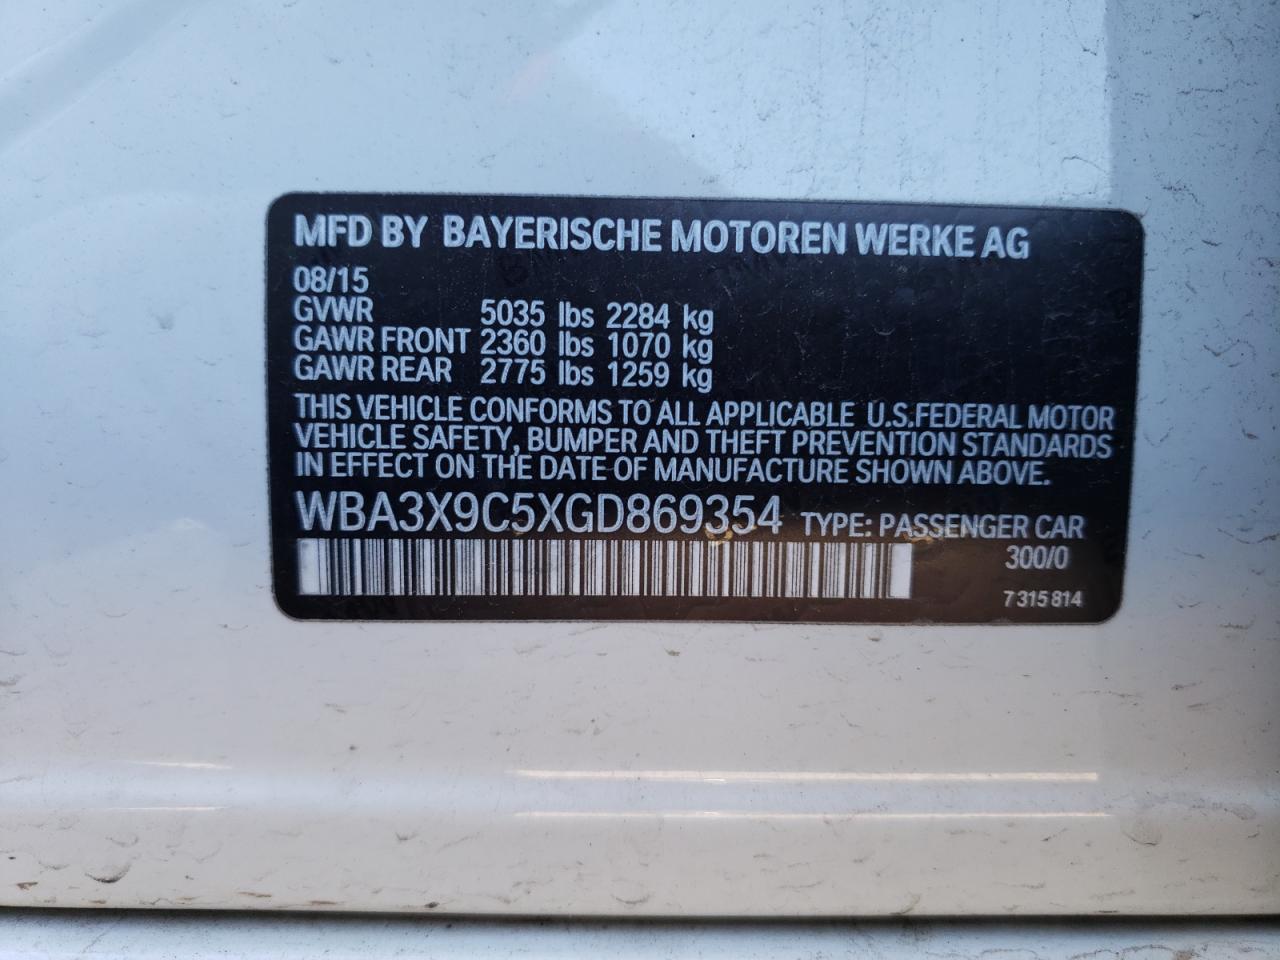 MFD BY BAYERISCHE MOTOREN WERKE AG
08/15
GVWR 5035 lbs 2284 kg
GAWR FRONT 2360 lbs 1070 kg
GAWR REAR 2775 lbs 1259 kg
THIS VEHICLE CONFORMS TO ALL APPLICABLE U.S.FEDERAL MOTOR
VEHICLE SAFETY, BUMPER AND THEFT PREVENTION STANDARDS
IN EFFECT ON THE DATE OF MANUFACTURE SHOWN ABOVE.
WBA3X9C5XGD869354 TYPE: PASSENGER CAR
300/0
7 315 814